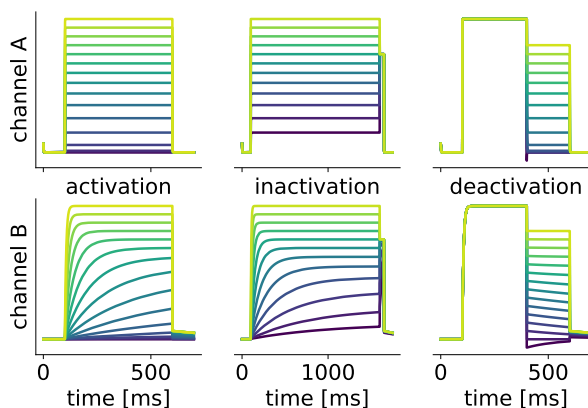 channel A
activation
inactivation
deactivation
channel B
0
500
0
1000
0
500
time [ms]
time [ms]
time [ms]